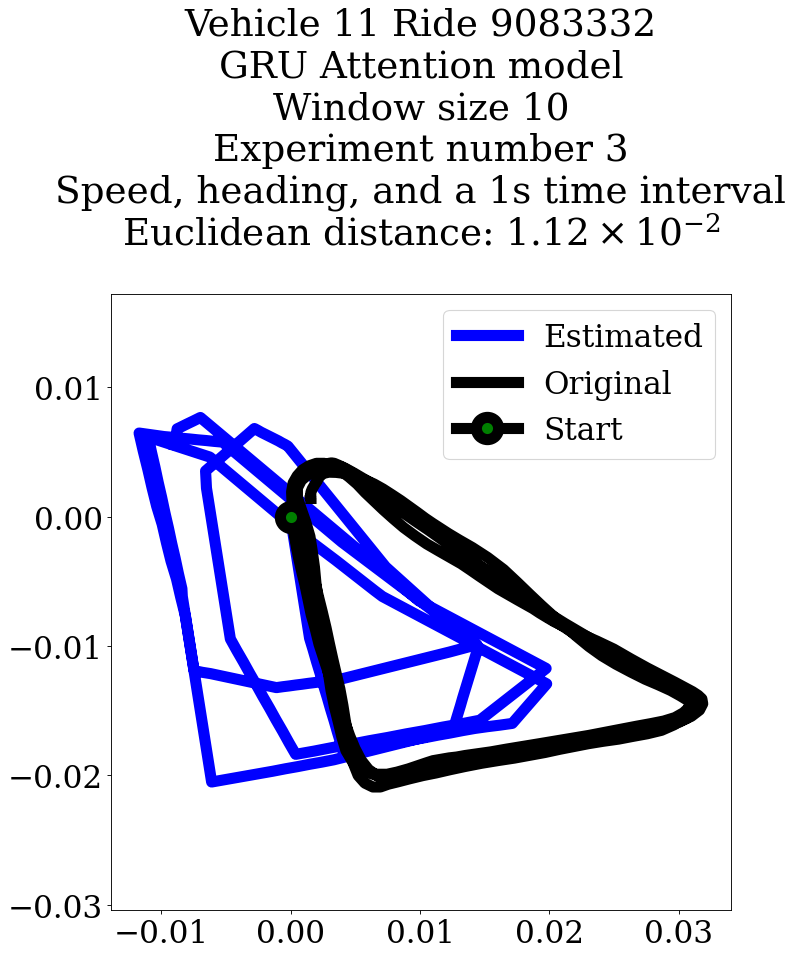 Vehicle 11 Ride 9083332
GRU Attention model
Window size 10
Experiment number 3
Speed, heading, and a 1s time interval
Euclidean distance: 1.12 × 10⁻²
Estimated
Original
Start
0.01
0.00
−0.01
−0.02
−0.03
−0.01 0.00 0.01 0.02 0.03